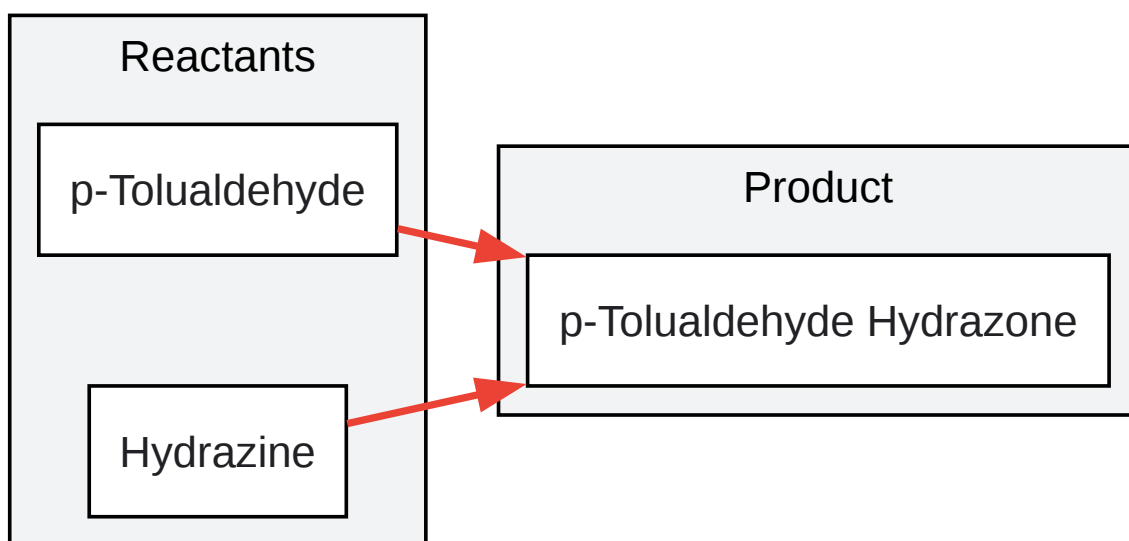 Reactants
p-Tolualdehyde
Hydrazine
Product
p-Tolualdehyde Hydrazone